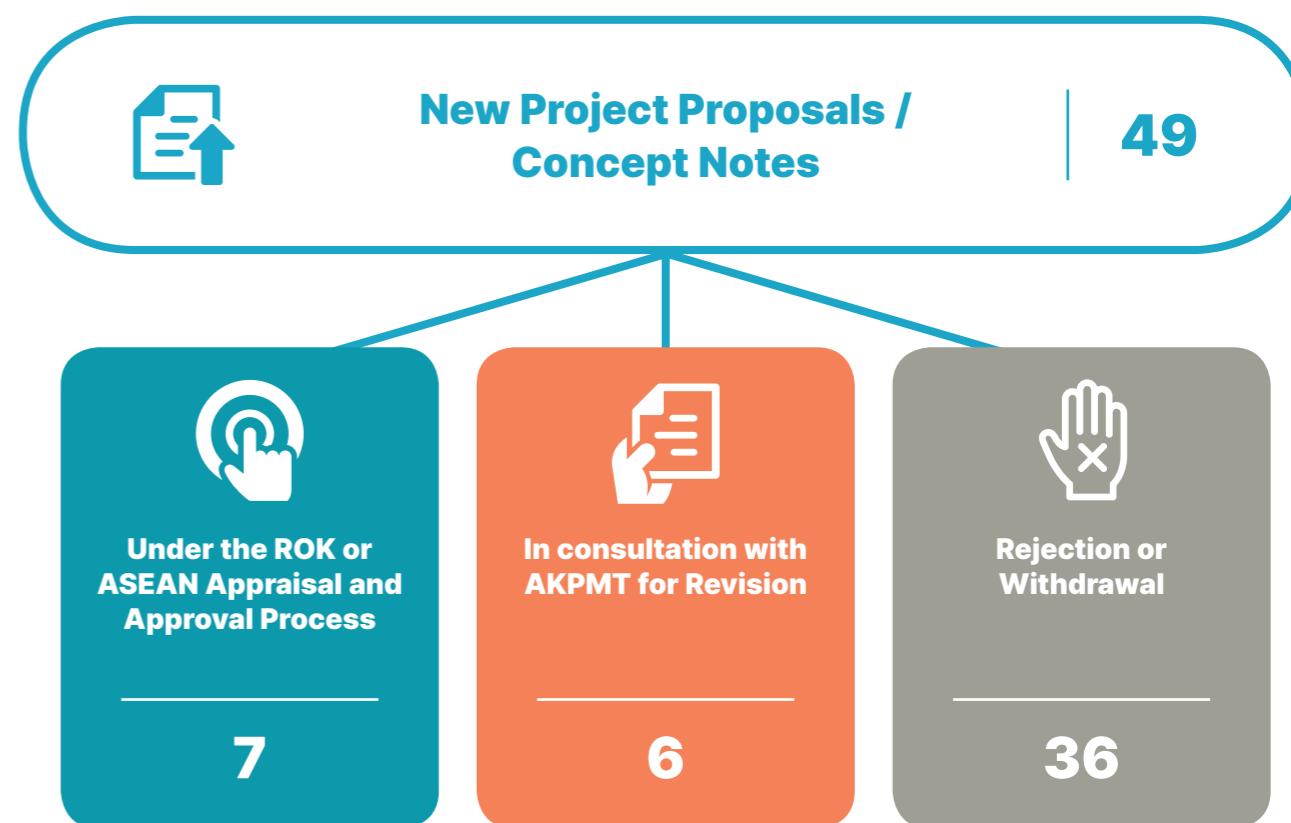 New Project Proposals /
Concept Notes
49
Under the ROK or
ASEAN Appraisal and
Approval Process
7
In consultation with
AKPMT for Revision
6
Rejection or
Withdrawal
36